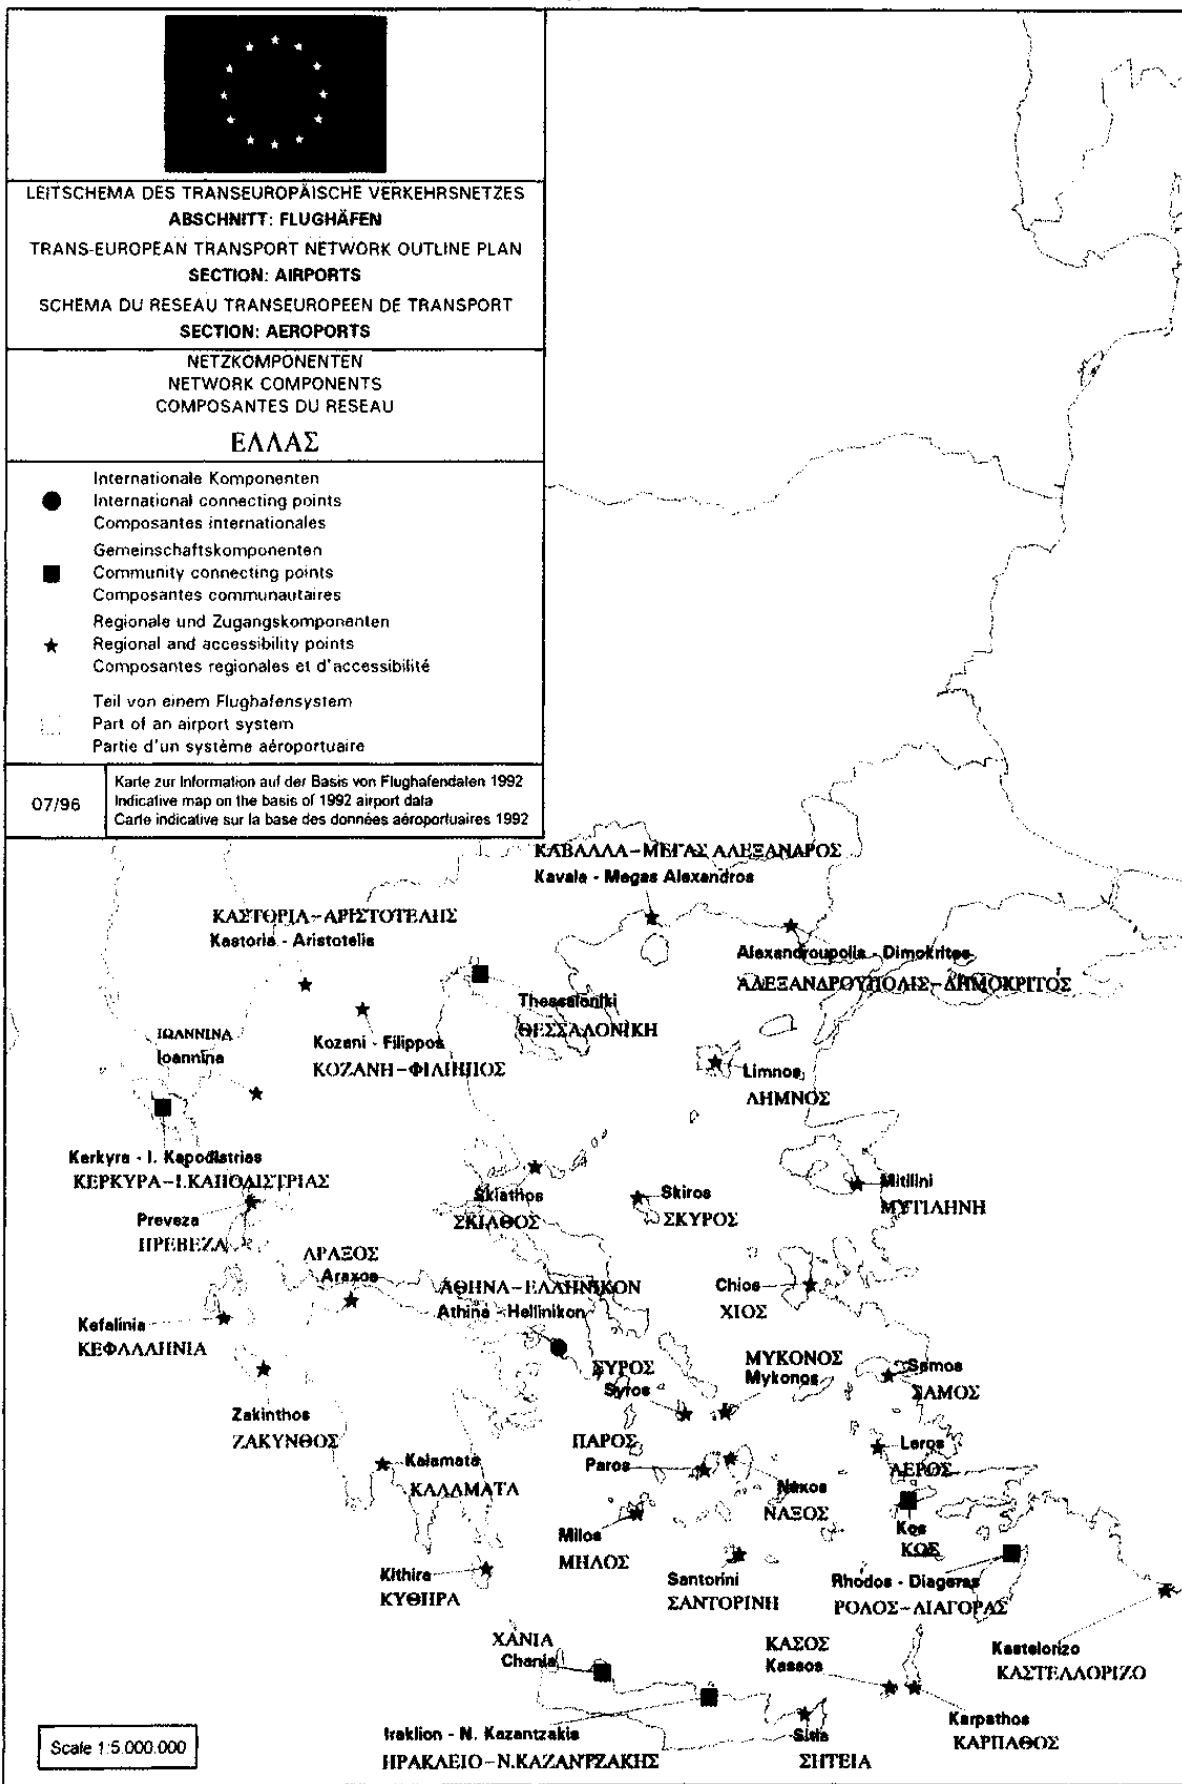 LEITSCHEMA DES TRANSEUROPÄISCHE VERKEHRSNETZES
ABSCHNITT: FLUGHÄFEN
TRANS-EUROPEAN TRANSPORT NETWORK OUTLINE PLAN
SECTION: AIRPORTS
SCHEMA DU RESEAU TRANSEUROPEEN DE TRANSPORT
SECTION: AEROPORTS
NETZKOMPONENTEN
NETWORK COMPONENTS
COMPOSANTES DU RESEAU
ΕΛΛΑΣ
Internationale Komponenten
International connecting points
Composantes internationales
Gemeinschaftskomponenten
Community connecting points
Composantes communautaires
Regionale und Zugangskomponenten
Regional and accessibility points
Composantes regionales et d'accessibilité
Teil von einem Flughafensystem
Part of an airport system
Partie d'un système aéroportuaire
07/96
Karte zur Information auf der Basis von Flughafendaten 1992
Indicative map on the basis of 1992 airport data
Carte indicative sur la base des données aéroportuaires 1992
ΚΑΒΑΛΛΑ-ΜΕΓΑΣ ΑΛΕΞΑΝΔΡΟΣ
Kavala - Megas Alexandros
ΚΑΣΤΟΡΙΑ-ΑΡΙΣΤΟΤΕΛΗΣ
Kastoria - Aristotelis
Alexandroupolis - Dimokritos
ΑΛΕΞΑΝΔΡΟΥΠΟΛΙΣ-ΔΗΜΟΚΡΙΤΟΣ
Thessaloniki
ΘΕΣΣΑΛΟΝΙΚΗ
ΙΩΑΝΝΙΝΑ
Ioannina
Kozani - Filippos
ΚΟΖΑΝΗ-ΦΙΛΙΠΠΟΣ
Limnos
ΛΗΜΝΟΣ
Kerkyra - I. Kapodistrias
ΚΕΡΚΥΡΑ-Ι.ΚΑΠΟΔΙΣΤΡΙΑΣ
Skiathos
ΣΚΙΑΘΟΣ
Skiros
ΣΚΥΡΟΣ
Mitilini
ΜΥΤΙΛΗΝΗ
Preveza
ΠΡΕΒΕΖΑ
ΑΡΑΞΟΣ
Araxos
ΑΘΗΝΑ-ΕΛΛΗΝΙΚΟΝ
Athina - Hellinikon
Chios
ΧΙΟΣ
Kefalinia
ΚΕΦΑΛΛΗΝΙΑ
ΣΥΡΟΣ
Syros
ΜΥΚΟΝΟΣ
Mykonos
Samos
ΣΑΜΟΣ
Zakinthos
ΖΑΚΥΝΘΟΣ
Kalamata
ΚΑΛΑΜΑΤΑ
ΠΑΡΟΣ
Paros
Naxos
ΝΑΞΟΣ
Leros
ΛΕΡΟΣ
Milos
ΜΗΛΟΣ
Kos
ΚΩΣ
Kithira
ΚΥΘΗΡΑ
Santorini
ΣΑΝΤΟΡΙΝΗ
Rhodos - Diagoras
ΡΟΔΟΣ-ΔΙΑΓΟΡΑΣ
ΧΑΝΙΑ
Chania
ΚΑΣΟΣ
Kassos
Kastelorizo
ΚΑΣΤΕΛΛΟΡΙΖΟ
Iraklion - N. Kazantzakis
ΗΡΑΚΛΕΙΟ-Ν.ΚΑΖΑΝΤΖΑΚΗΣ
Sitia
ΣΗΤΕΙΑ
Karpathos
ΚΑΡΠΑΘΟΣ
Scale 1:5.000.000